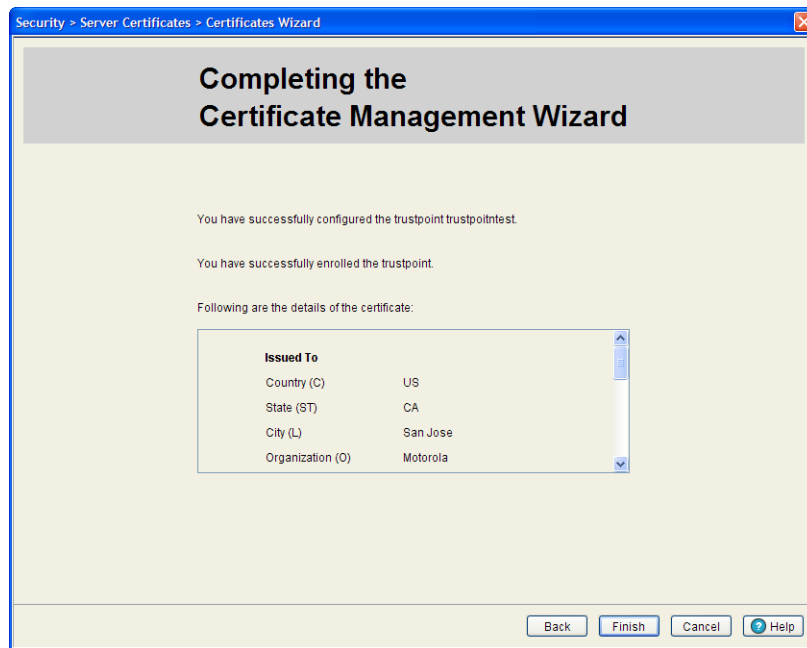 Security > Server Certificates > Certificates Wizard
Completing the
Certificate Management Wizard
You have successfully configured the trustpoint trustpoitntest.
You have successfully enrolled the trustpoint.
Following are the details of the certificate:
Issued To
Country (C) US
State (ST) CA
City (L) San Jose
Organization (O) Motorola
Back Finish Cancel ? Help